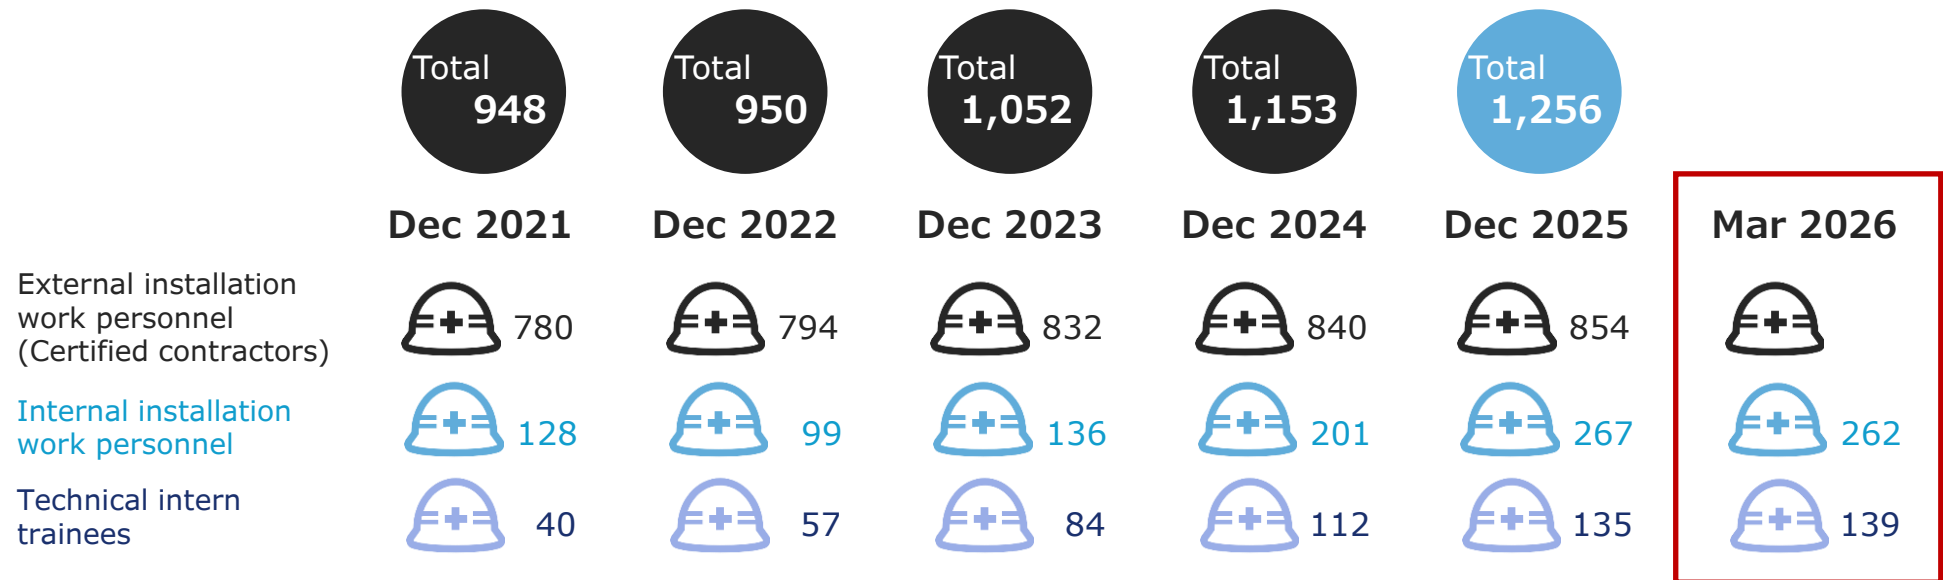 Total Total Total Total Total
948 950 1,052 1,153 1,256
Dec 2021 Dec 2022 Dec 2023 Dec 2024 Dec 2025 Mar 2026
External installation
work personnel
(Certified contractors)
780 794 832 840 854
Internal installation
work personnel
128 99 136 201 267 262
Technical intern
trainees
40 57 84 112 135 139